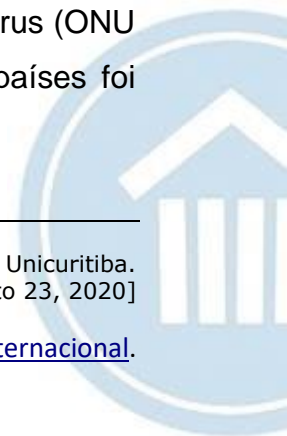 rus (ONU
países foi
Unicuritiba.
to 23, 2020]
ternacional.